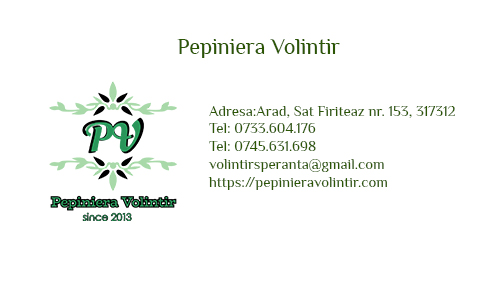 Pepiniera Volintir
PV
Pepiniera Volintir
since 2013
Adresa:Arad, Sat Firiteaz nr. 153, 317312
Tel: 0733.604.176
Tel: 0745.631.698
volintirsperanta@gmail.com
https://pepinieravolintir.com